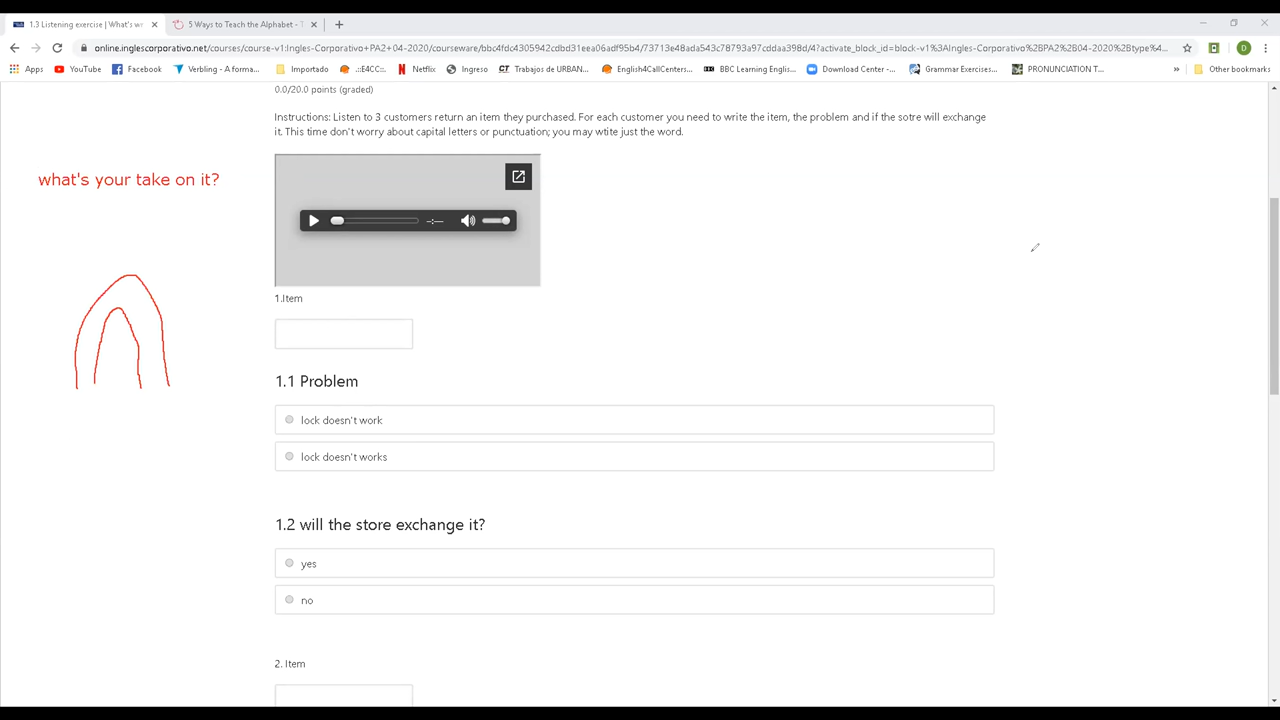 1.3 Listening exercise | What's w
5 Ways to Teach the Alphabet - T
online.inglescorporativo.net/courses/course-v1:Ingles-Corporativo+PA2+04-2020/courseware/bbc4fdc4305942cdbd31eea06adf95b4/73713e48ada543c78793a97cddaa398d/4?activate_block_id=block-v1%3AIngles-Corporativo%2BPA2%2B04-2020%2Btype%4...
D
Apps YouTube Facebook Verbling - A forma... Importado .::E4CC::. Netflix Ingreso CT Trabajos de URBAN... English4CallCenters... BBC Learning Engli... Download Center -... Grammar Exercises... PRONUNCIATION T... » Other bookmarks
0.0/20.0 points (graded)
Instructions: Listen to 3 customers return an item they purchased. For each customer you need to write the item, the problem and if the sotre will exchange
it. This time don't worry about capital letters or punctuation; you may wtite just the word.
what's your take on it?
-:--
1.Item
1.1 Problem
lock doesn't work
lock doesn't works
1.2 will the store exchange it?
yes
no
2. Item